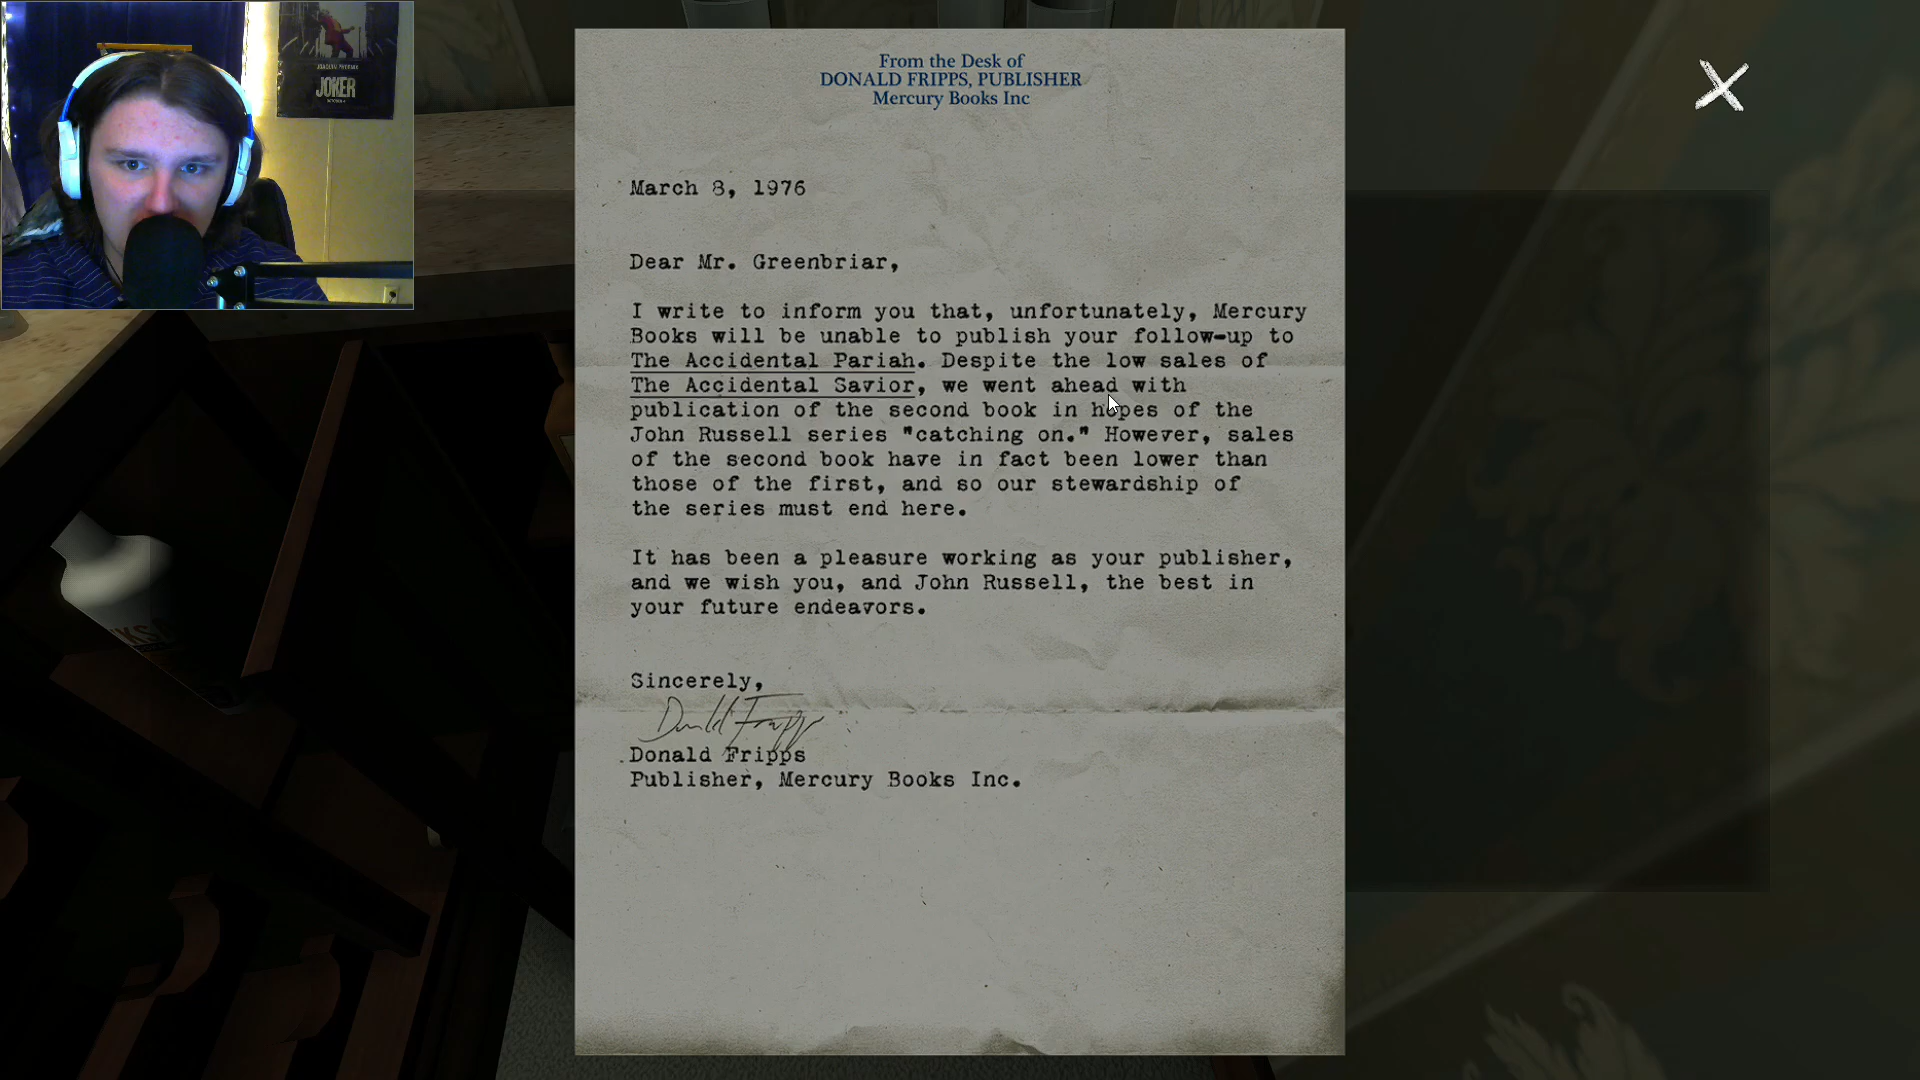 JOAQUIN PHOENIX
JOKER
From the Desk of
DONALD FRIPPS, PUBLISHER
Mercury Books Inc
March 8, 1976
Dear Mr. Greenbriar,
I write to inform you that, unfortunately, Mercury
Books will be unable to publish your follow-up to
The Accidental Pariah. Despite the low sales of
The Accidental Savior, we went ahead with
publication of the second book in hopes of the
John Russell series "catching on." However, sales
of the second book have in fact been lower than
those of the first, and so our stewardship of
the series must end here.
It has been a pleasure working as your publisher,
and we wish you, and John Russell, the best in
your future endeavors.
Sincerely,
Donald Fripps
Donald Fripps
Publisher, Mercury Books Inc.